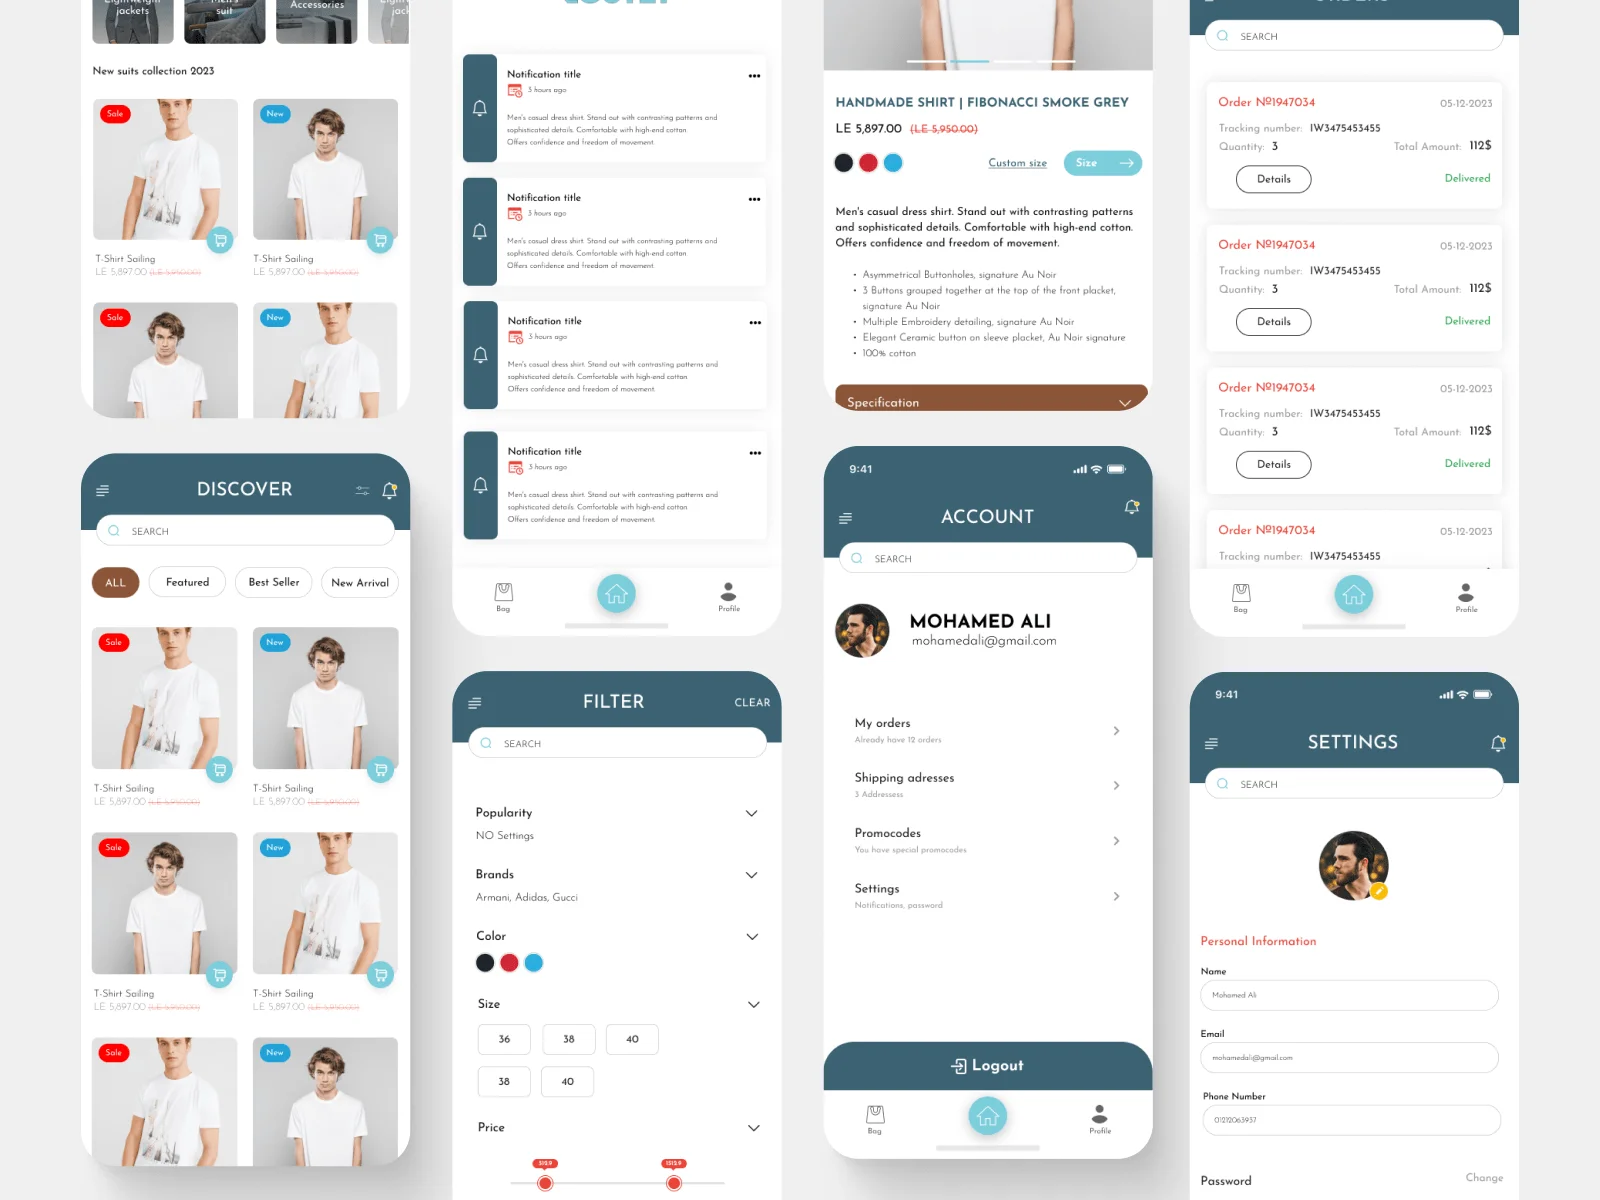 Lightweight
jackets
Men's
suit
Accessories
New suits collection 2023
Sale
New
T-Shirt Sailing
LE 5,897.00 (LE 5,950.00)
T-Shirt Sailing
LE 5,897.00 (LE 5,950.00)
Sale
New
DISCOVER
SEARCH
ALL
Featured
Best Seller
New Arrival
Sale
New
T-Shirt Sailing
LE 5,897.00 (LE 5,950.00)
T-Shirt Sailing
LE 5,897.00 (LE 5,950.00)
Sale
New
T-Shirt Sailing
LE 5,897.00 (LE 5,950.00)
T-Shirt Sailing
LE 5,897.00 (LE 5,950.00)
Sale
New
Notification title
3 hours ago
Men's casual dress shirt. Stand out with contrasting patterns and
sophisticated details. Comfortable with high-end cotton
Offers confidence and freedom of movement.
Notification title
3 hours ago
Men's casual dress shirt. Stand out with contrasting patterns and
sophisticated details. Comfortable with high-end cotton
Offers confidence and freedom of movement.
Notification title
3 hours ago
Men's casual dress shirt. Stand out with contrasting patterns and
sophisticated details. Comfortable with high-end cotton
Offers confidence and freedom of movement.
Notification title
3 hours ago
Men's casual dress shirt. Stand out with contrasting patterns and
sophisticated details. Comfortable with high-end cotton
Offers confidence and freedom of movement.
Bag
Profile
FILTER
CLEAR
SEARCH
Popularity
NO Settings
Brands
Armani, Adidas, Gucci
Color
Size
36
38
40
38
40
Price
HANDMADE SHIRT | FIBONACCI SMOKE GREY
LE 5,897.00 (LE 5,950.00)
Custom size
Size
Men's casual dress shirt. Stand out with contrasting patterns
and sophisticated details. Comfortable with high-end cotton.
Offers confidence and freedom of movement.
• Asymmetrical Buttonholes, signature Au Noir
• 3 Buttons grouped together at the top of the front placket,
signature Au Noir
• Multiple Embroidery detailing, signature Au Noir
• Elegant Ceramic button on sleeve placket, Au Noir signature
• 100% cotton
Specification
9:41
ACCOUNT
SEARCH
MOHAMED ALI
mohamedali@gmail.com
My orders
Already have 12 orders
Shipping adresses
3 Addressess
Promocodes
You have special promocodes
Settings
Notifications, password
Logout
Bag
Profile
ORDERS
SEARCH
Order №1947034
05-12-2023
Tracking number: IW3475453455
Quantity: 3
Total Amount: 112$
Details
Delivered
Order №1947034
05-12-2023
Tracking number: IW3475453455
Quantity: 3
Total Amount: 112$
Details
Delivered
Order №1947034
05-12-2023
Tracking number: IW3475453455
Quantity: 3
Total Amount: 112$
Details
Delivered
Order №1947034
05-12-2023
Tracking number: IW3475453455
Bag
Profile
9:41
SETTINGS
SEARCH
Personal Information
Name
Mohamed Ali
Email
mohamedali@gmail.com
Phone Number
01212063937
Password
Change